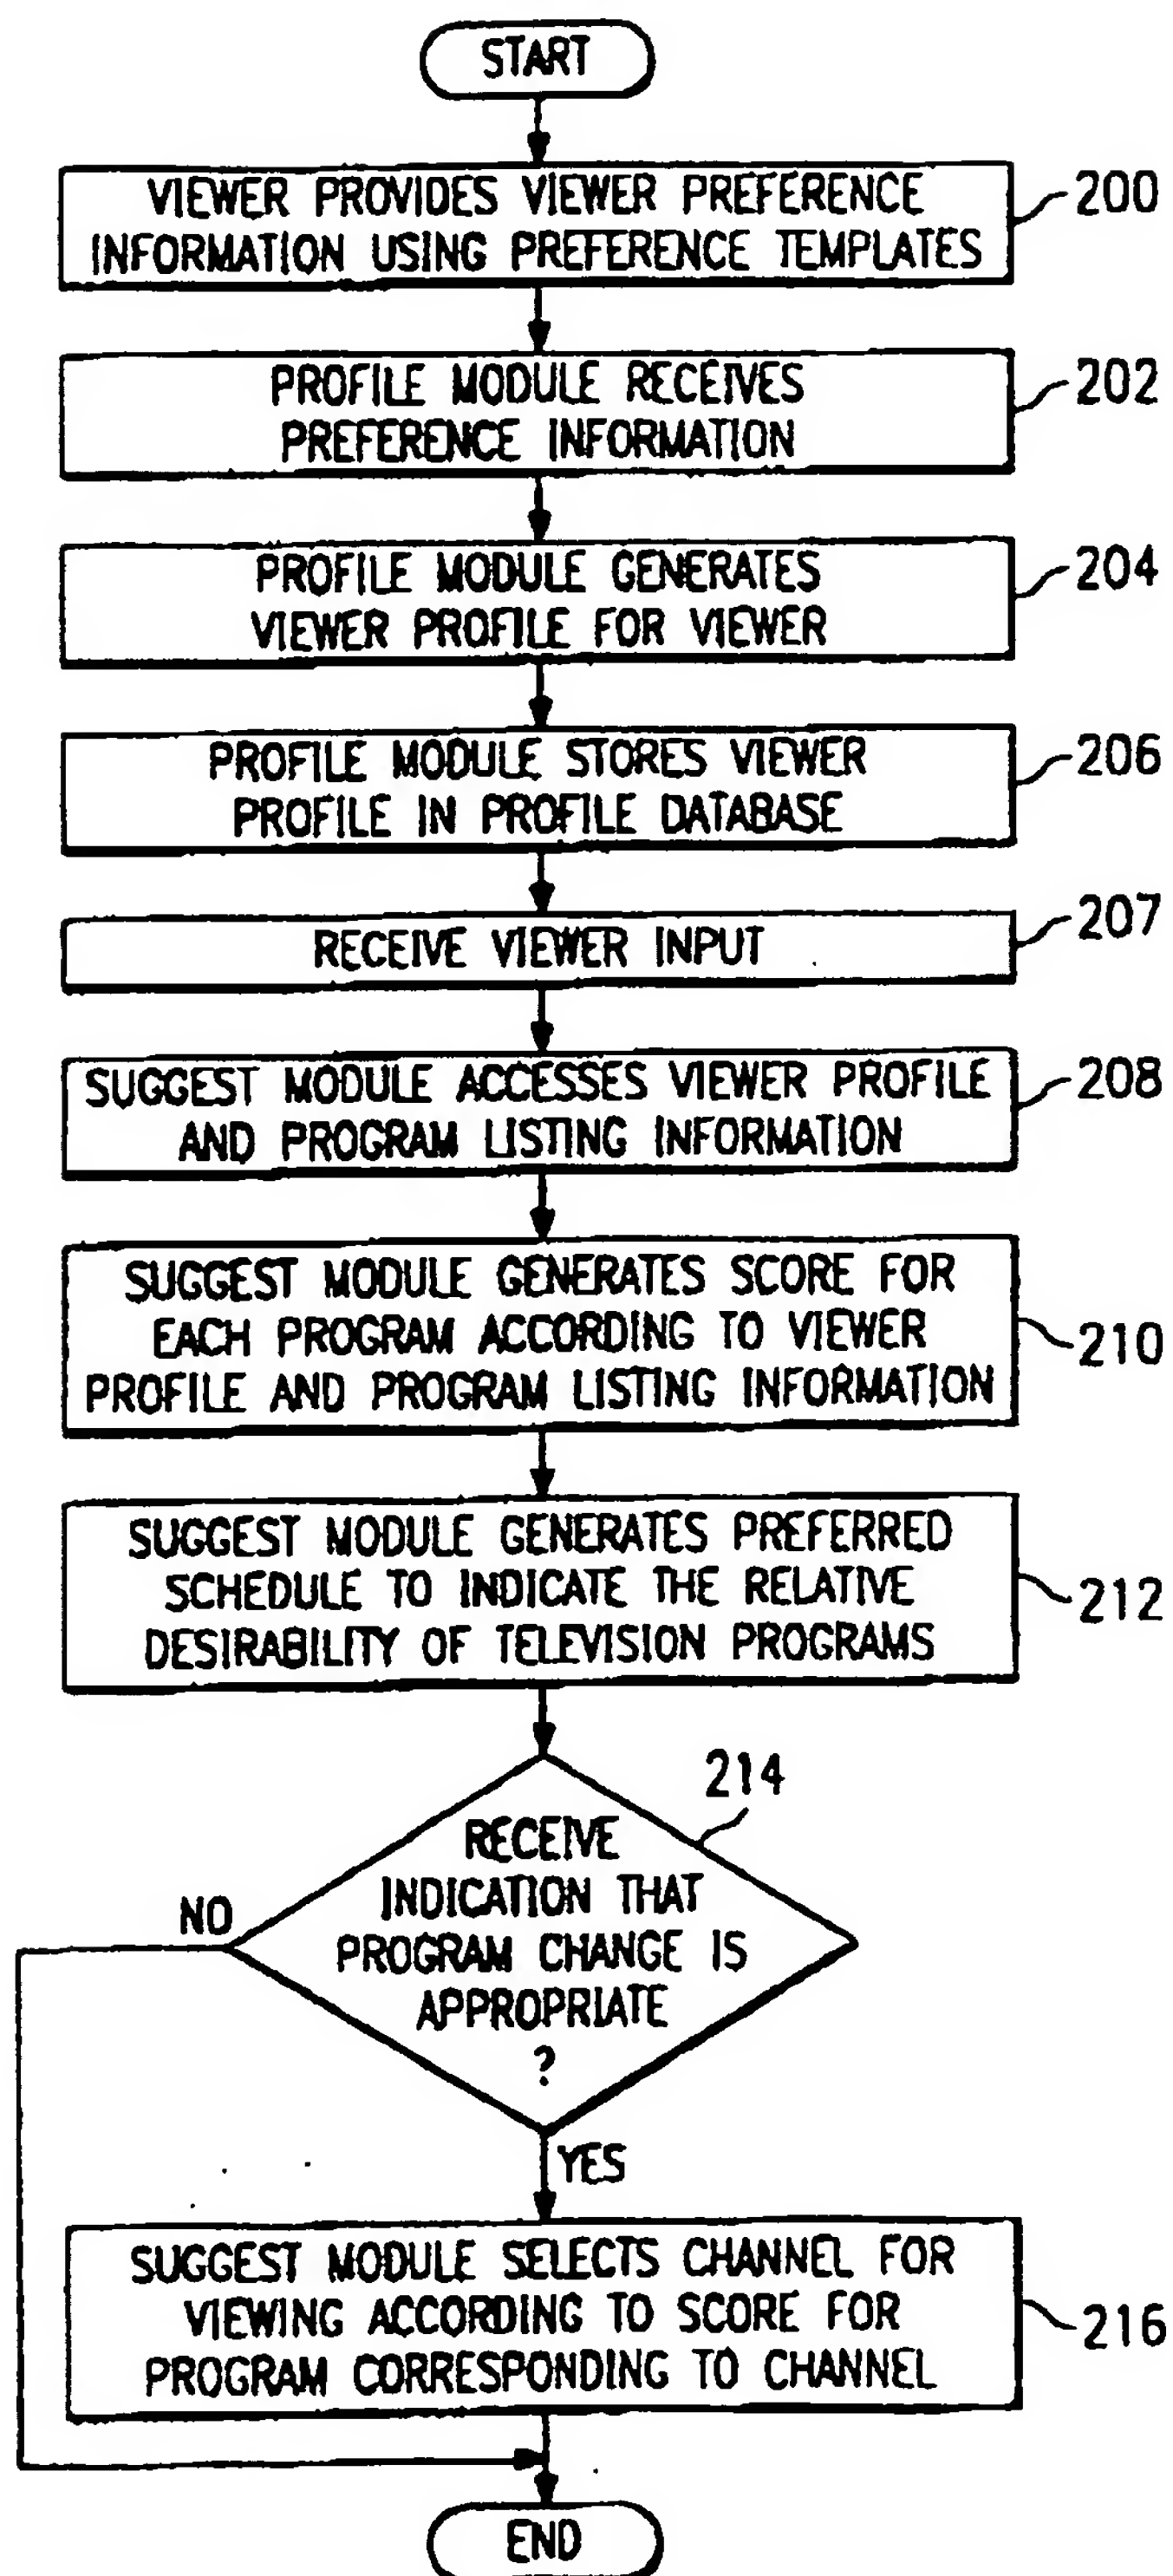 START
VIEWER PROVIDES VIEWER PREFERENCE
INFORMATION USING PREFERENCE TEMPLATES
200
PROFILE MODULE RECEIVES
PREFERENCE INFORMATION
202
PROFILE MODULE GENERATES
VIEWER PROFILE FOR VIEWER
204
PROFILE MODULE STORES VIEWER
PROFILE IN PROFILE DATABASE
206
RECEIVE VIEWER INPUT
207
SUGGEST MODULE ACCESSES VIEWER PROFILE
AND PROGRAM LISTING INFORMATION
208
SUGGEST MODULE GENERATES SCORE FOR
EACH PROGRAM ACCORDING TO VIEWER
PROFILE AND PROGRAM LISTING INFORMATION
210
SUGGEST MODULE GENERATES PREFERRED
SCHEDULE TO INDICATE THE RELATIVE
DESIRABILITY OF TELEVISION PROGRAMS
212
214
RECEIVE
INDICATION THAT
PROGRAM CHANGE IS
APPROPRIATE
?
NO
YES
SUGGEST MODULE SELECTS CHANNEL FOR
VIEWING ACCORDING TO SCORE FOR
PROGRAM CORRESPONDING TO CHANNEL
216
END